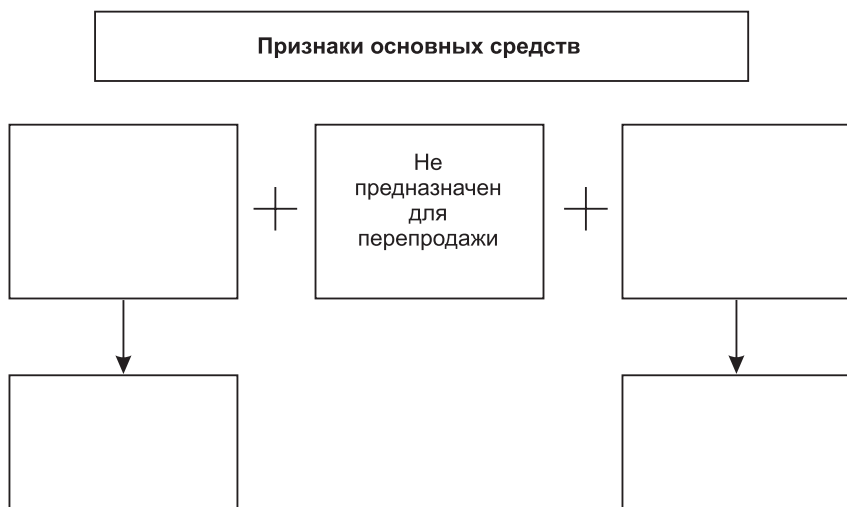 Признаки основных средств
Не
предназначен
для
перепродажи